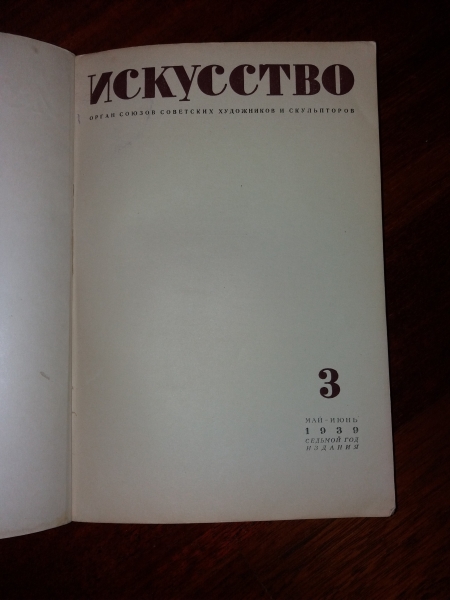 ИСКУССТВО
ОРГАН СОЮЗОВ СОВЕТСКИХ ХУДОЖНИКОВ И СКУЛЬПТОРОВ
3
МАЙ - ИЮНЬ
1939
СЕДЬМОЙ ГОД
ИЗДАНИЯ